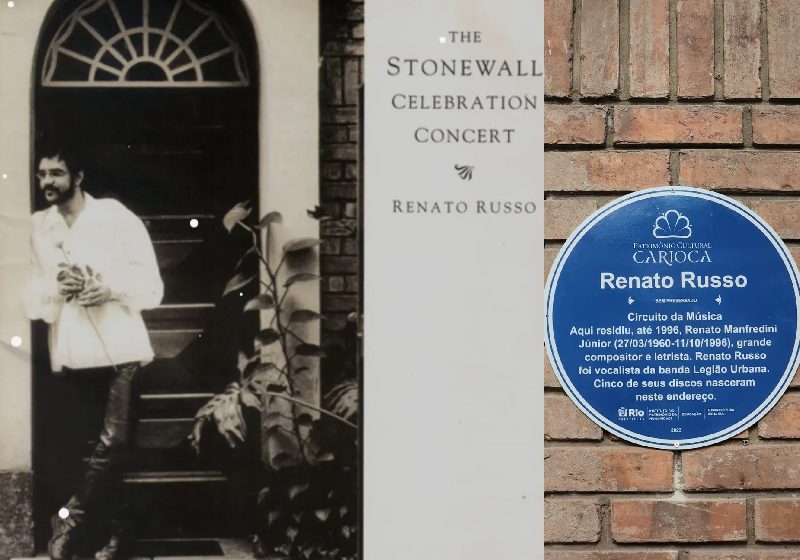 THE
STONEWALL
CELEBRATION
CONCERT
RENATO RUSSO
PATRIMÔNIO CULTURAL
CARIOCA
Renato Russo
Circuito da Música
Aqui residiu, até 1996, Renato Manfredini
Júnior (27/03/1960-11/10/1996), grande
compositor e letrista. Renato Russo
foi vocalista da banda Legião Urbana.
Cinco de seus discos nasceram
neste endereço.
Rio
2022